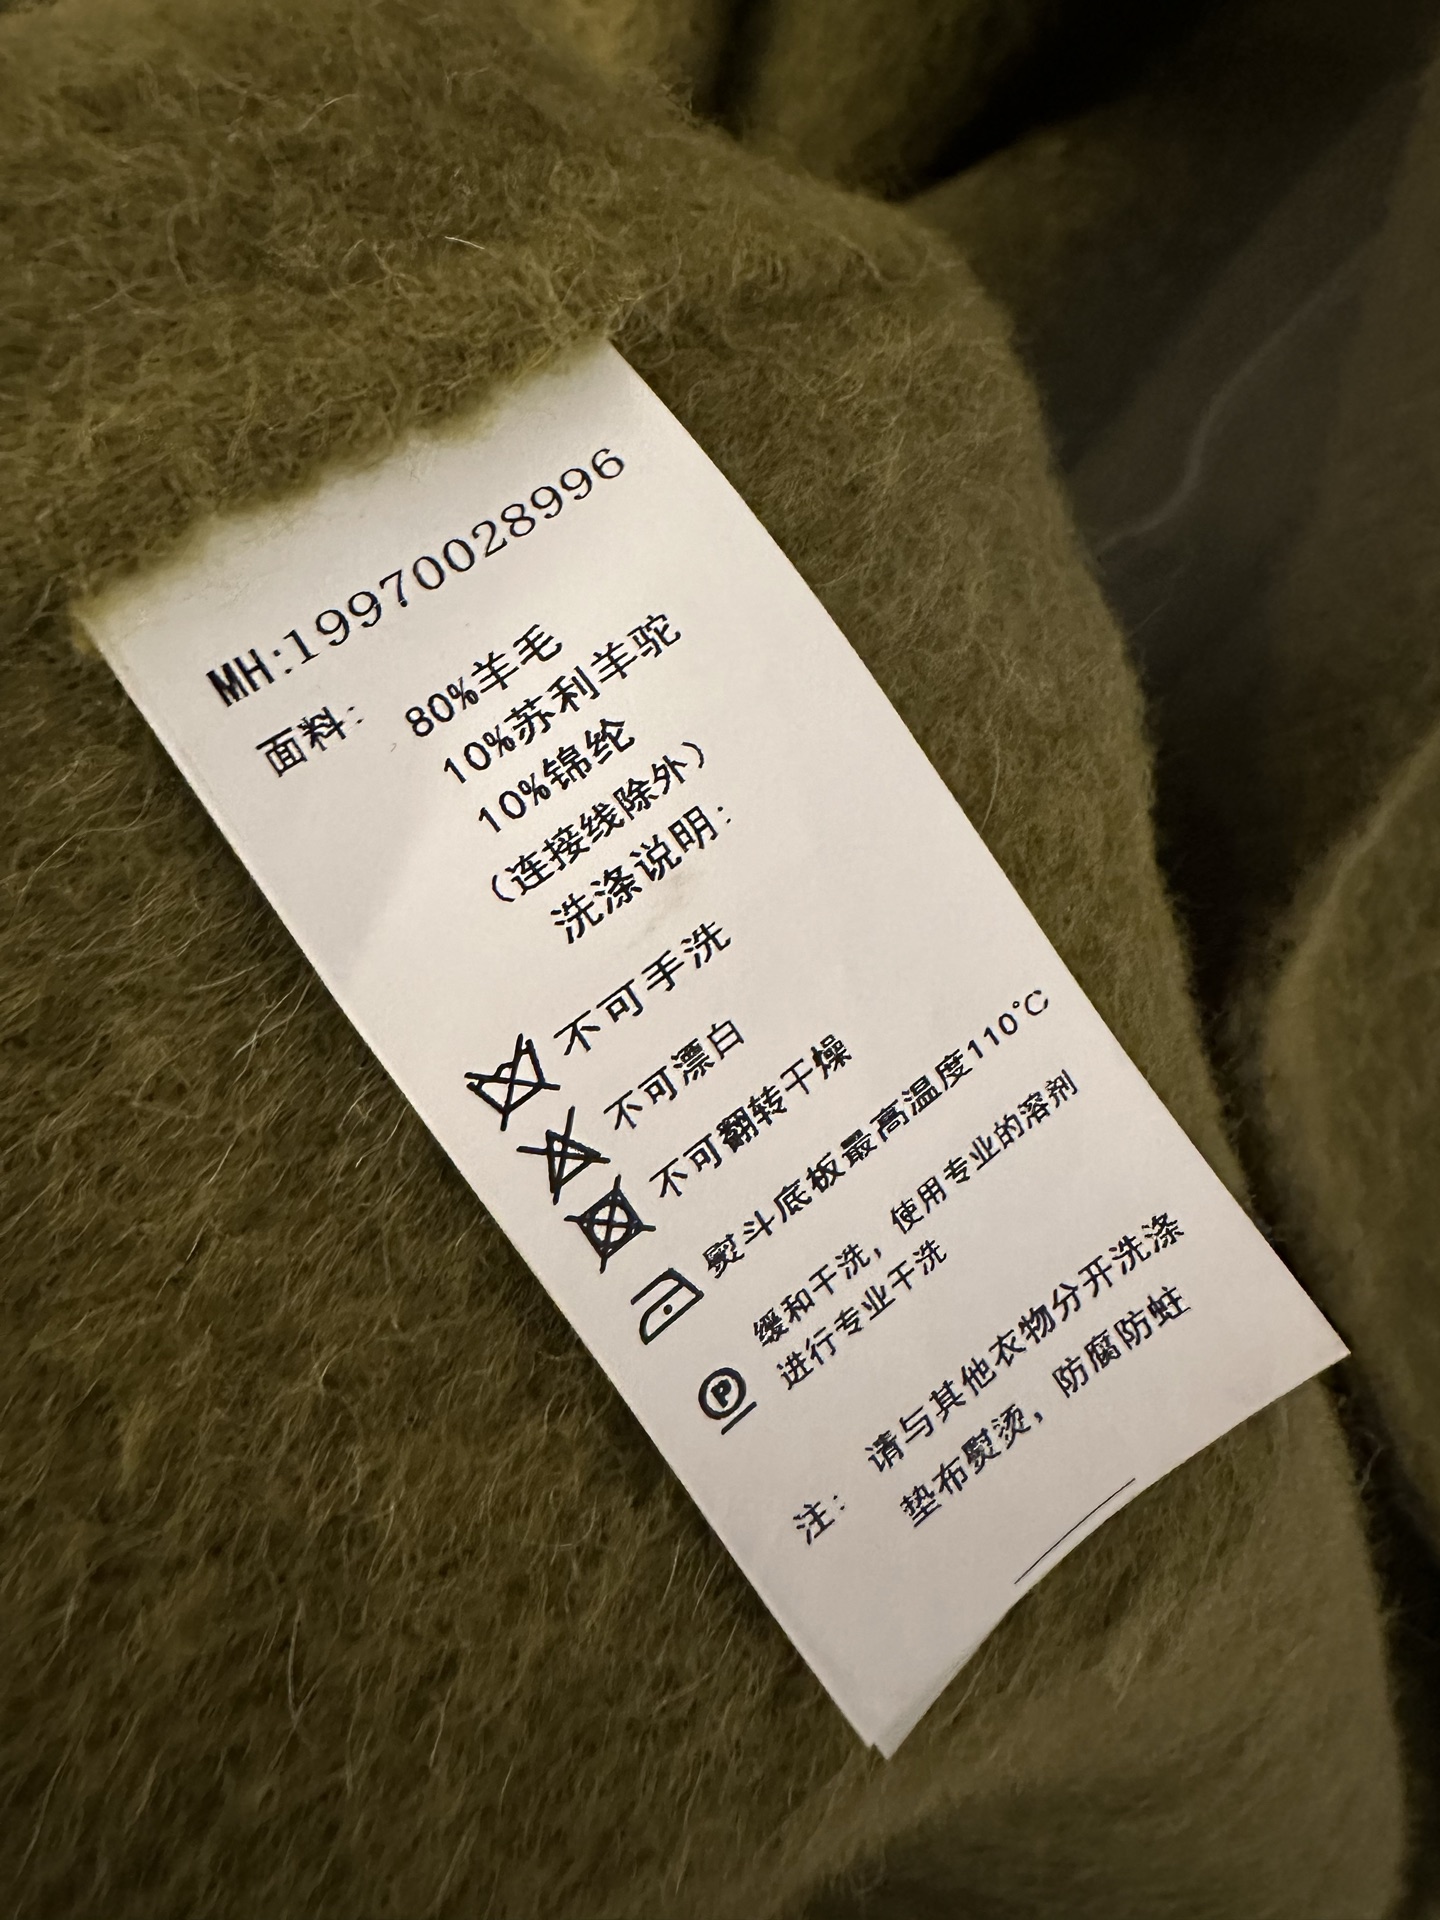 MH:19970028996
面料: 80%羊毛
10%苏利羊驼
10%锦纶
(连接线除外)
洗涤说明:
不可手洗
不可漂白
不可翻转干燥
熨斗底板最高温度110℃
缓和干洗,使用专业的溶剂
P 进行专业干洗
请与其他衣物分开洗涤
注: 垫布熨烫,防腐防蛀